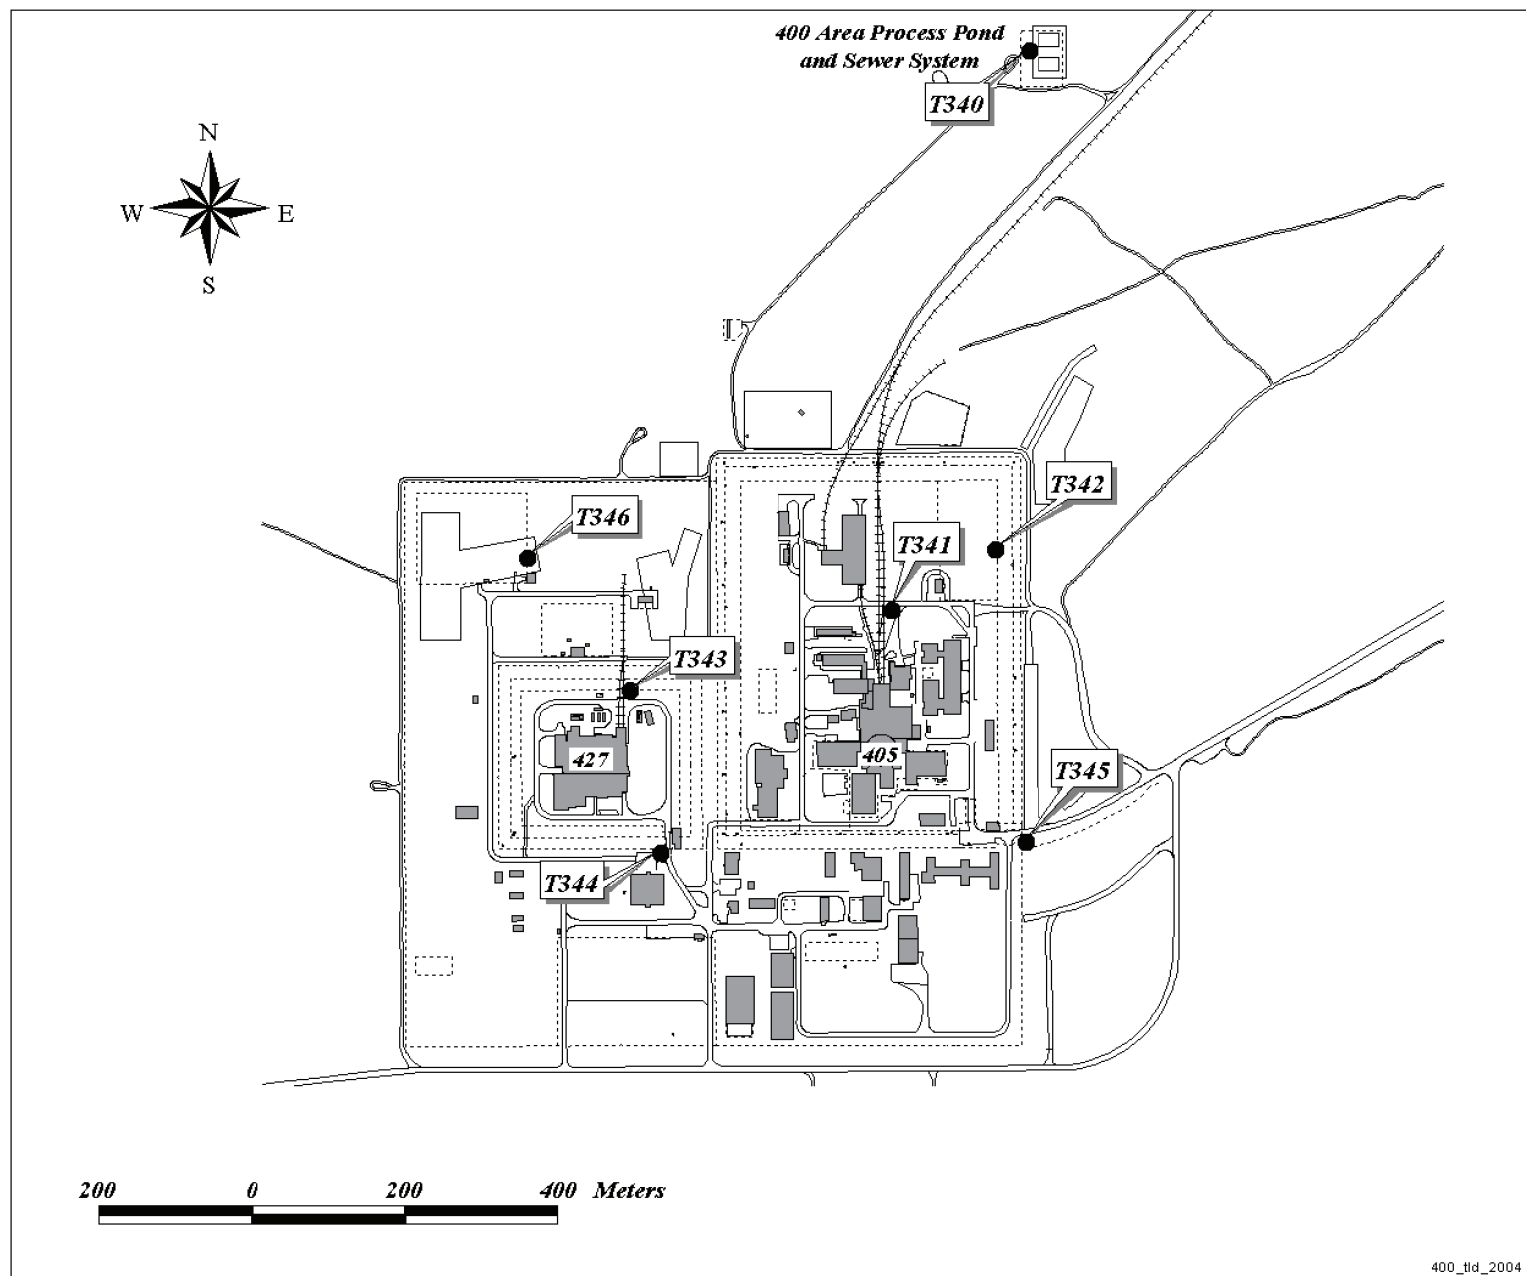 400 Area Process Pond
and Sewer System
T340
N
W E
S
T342
T346
T341
T343
427
405
T345
T344
200 0 200 400 Meters
400_tld_2004